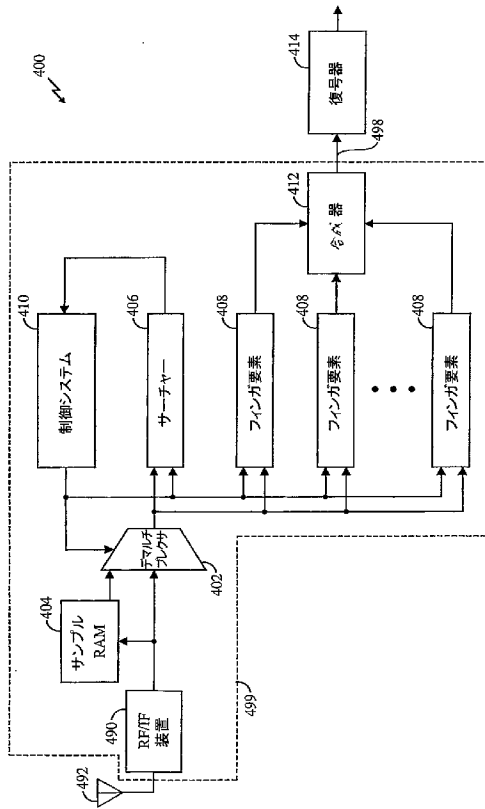 400
492
490
RF/IF
装置
404
サンプル
RAM
402
デマルチ
プレクサ
499
410
制御システム
406
サーチャー
408
フィンガ要素
408
フィンガ要素
408
フィンガ要素
412
合成器
498
414
復号器